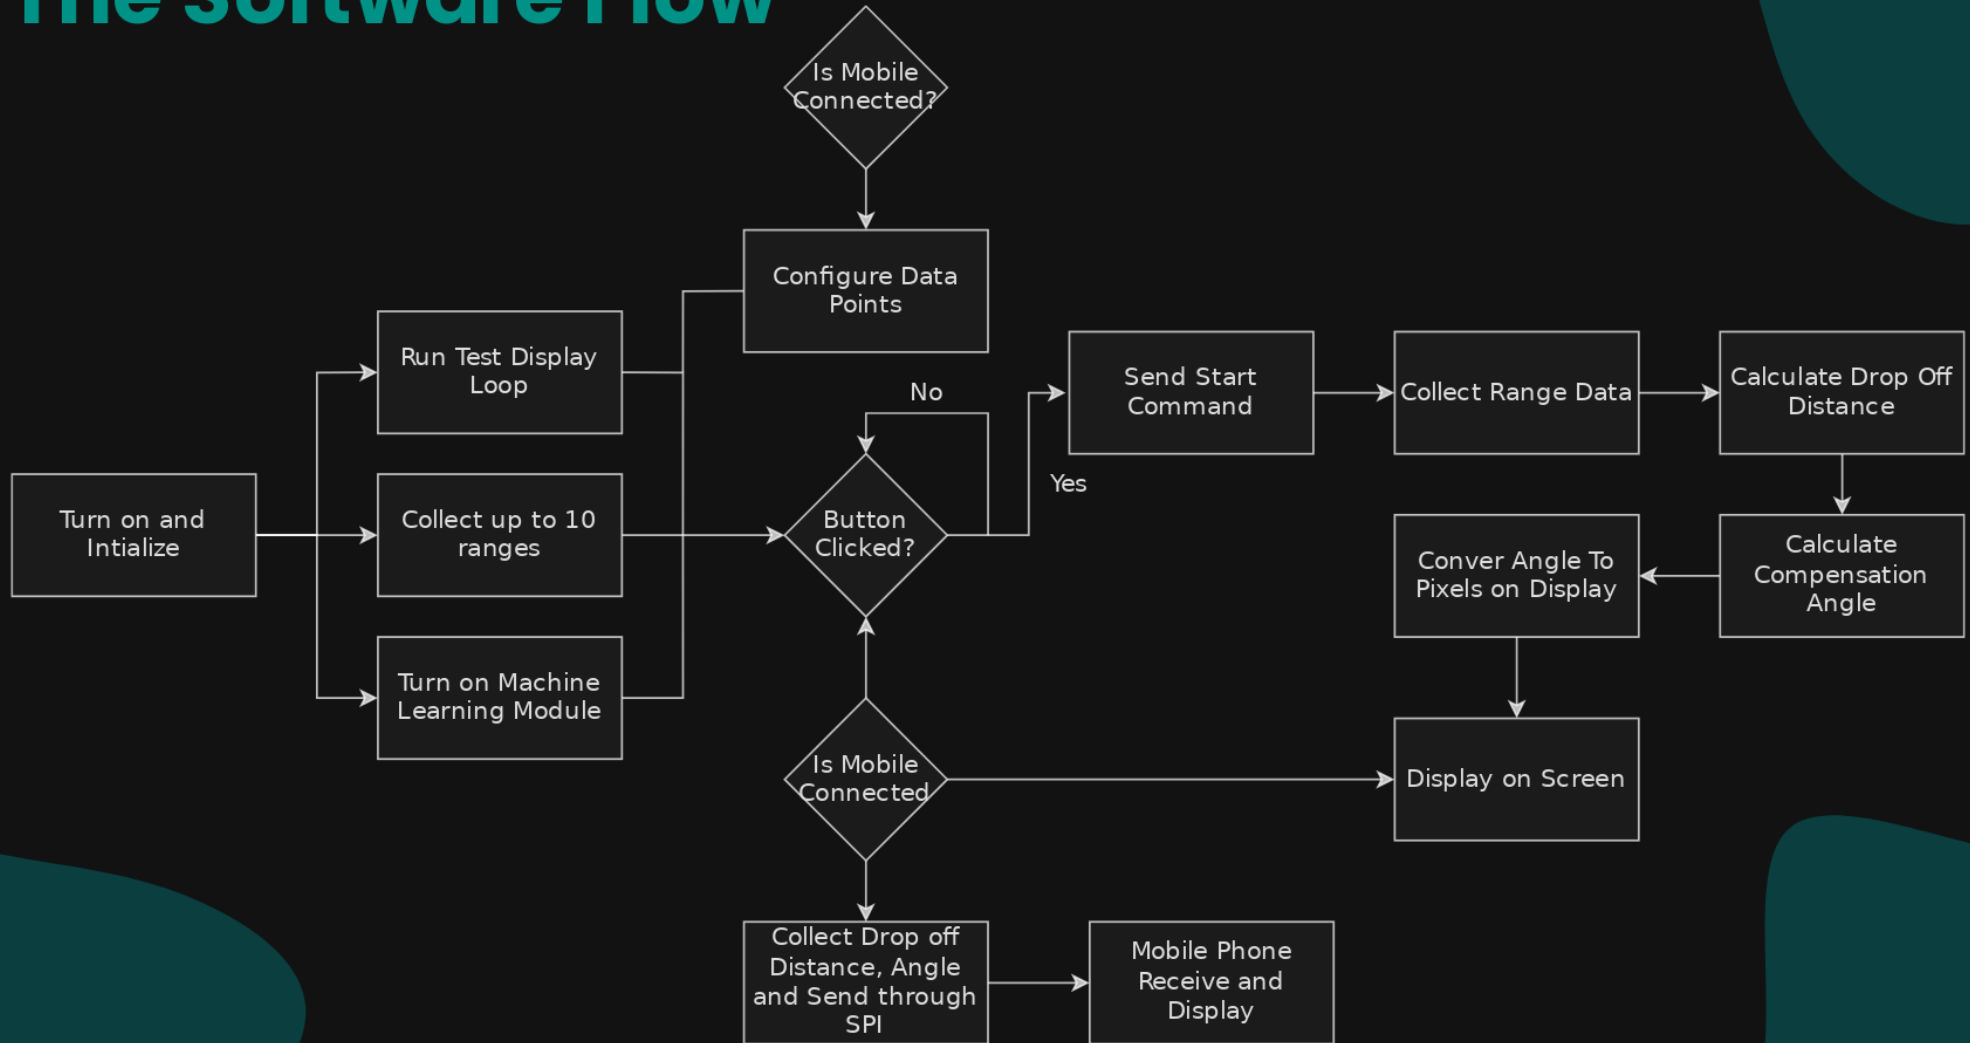 The Software Flow
Is Mobile
Connected?
Configure Data
Points
Run Test Display
Loop
No
Send Start
Command
Collect Range Data
Calculate Drop Off
Distance
Yes
Turn on and
Intialize
Collect up to 10
ranges
Button
Clicked?
Conver Angle To
Pixels on Display
Calculate
Compensation
Angle
Turn on Machine
Learning Module
Is Mobile
Connected
Display on Screen
Collect Drop off
Distance, Angle
and Send through
SPI
Mobile Phone
Receive and
Display